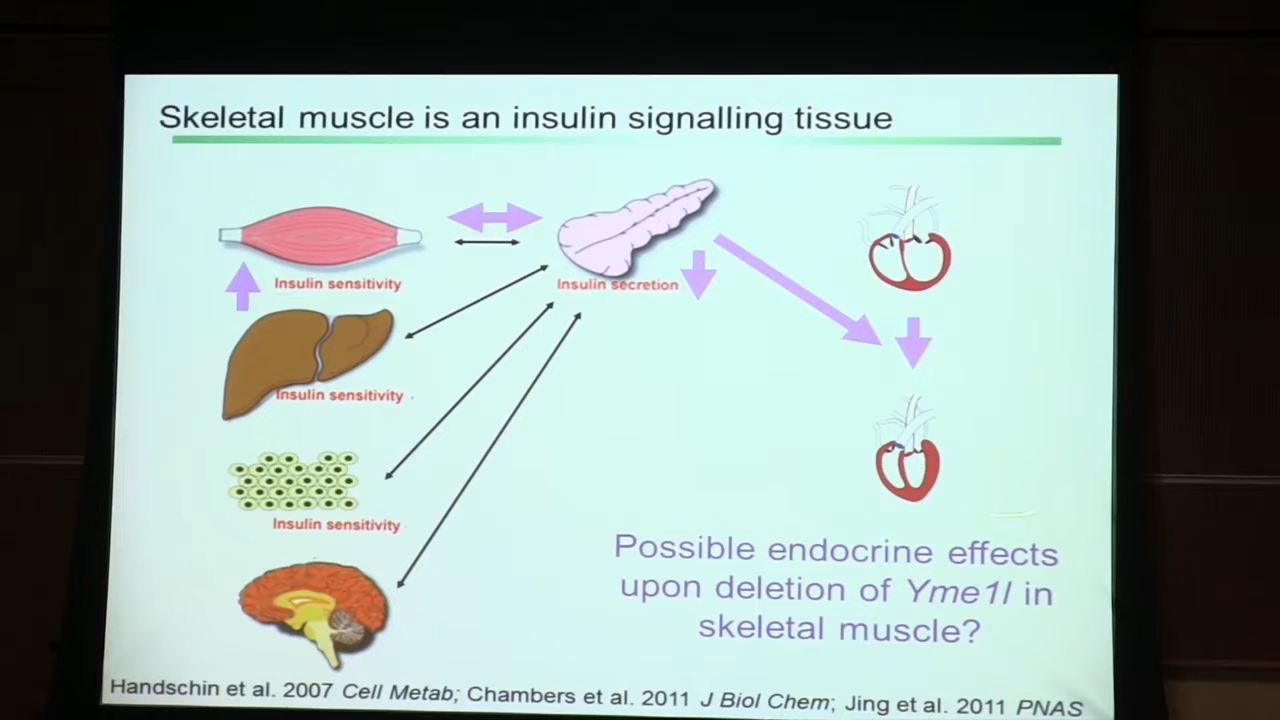 Skeletal muscle is an insulin signalling tissue
Insulin sensitivity
Insulin secretion
Insulin sensitivity
Insulin sensitivity
Possible endocrine effects
upon deletion of Yme1l in
skeletal muscle?
Handschin et al. 2007 Cell Metab; Chambers et al. 2011 J Biol Chem; Jing et al. 2011 PNAS